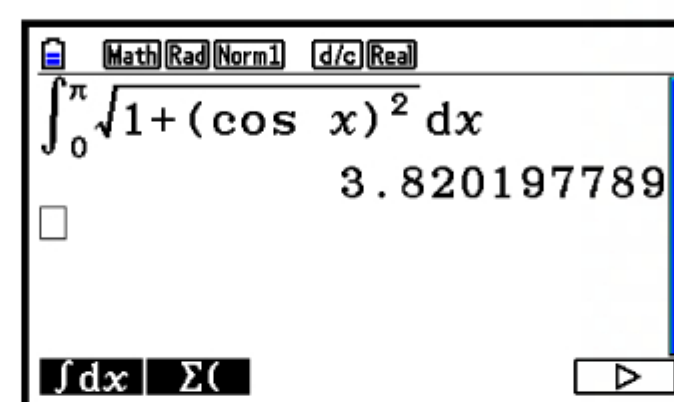 Math Rad Norm1 d/c Real
∫₀^π √1+(cos x)² dx
3.820197789
∫dx Σ(